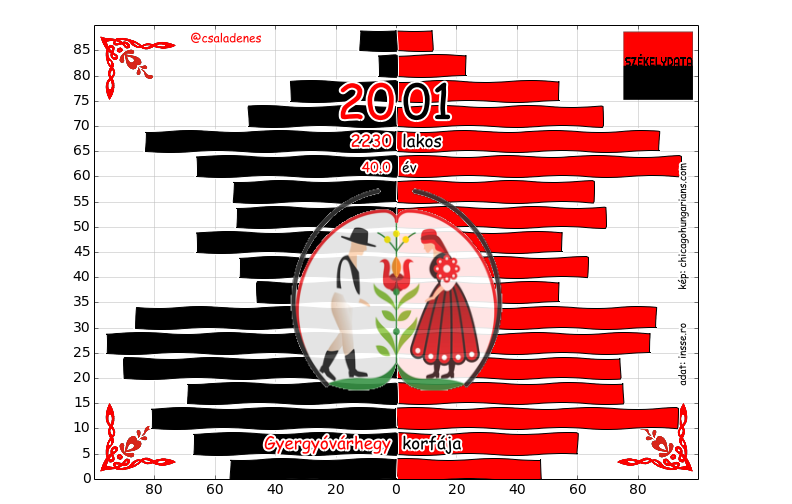 @csaladenes
SZÉKELYDATA
2001
2230 lakos
40.0 év
kép: chicagohungarians.com
adat: insse.ro
Gyergyóvárhegy korfája
85
80
75
70
65
60
55
50
45
40
35
30
25
20
15
10
5
0
80 60 40 20 0 20 40 60 80